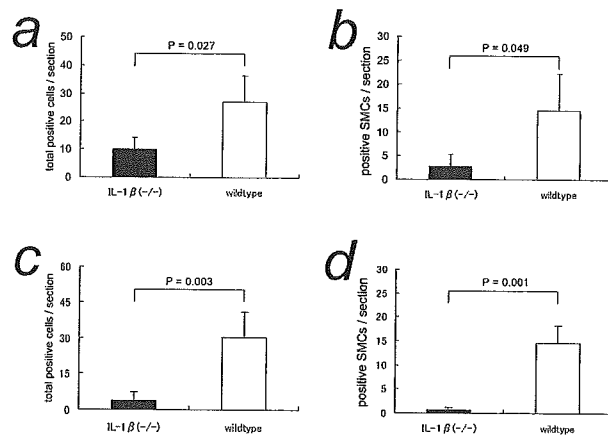 a
total positive cells / section
50
40
30
20
10
0
P = 0.027
IL-1β(-/-)
wildtype
b
positive SMCs / section
30
25
20
15
10
5
0
P = 0.049
IL-1β(-/-)
wildtype
c
total positive cells / section
60
45
30
15
0
P = 0.003
IL-1β(-/-)
wildtype
d
positive SMCs / section
30
25
20
15
10
5
0
P = 0.001
IL-1β(-/-)
wildtype